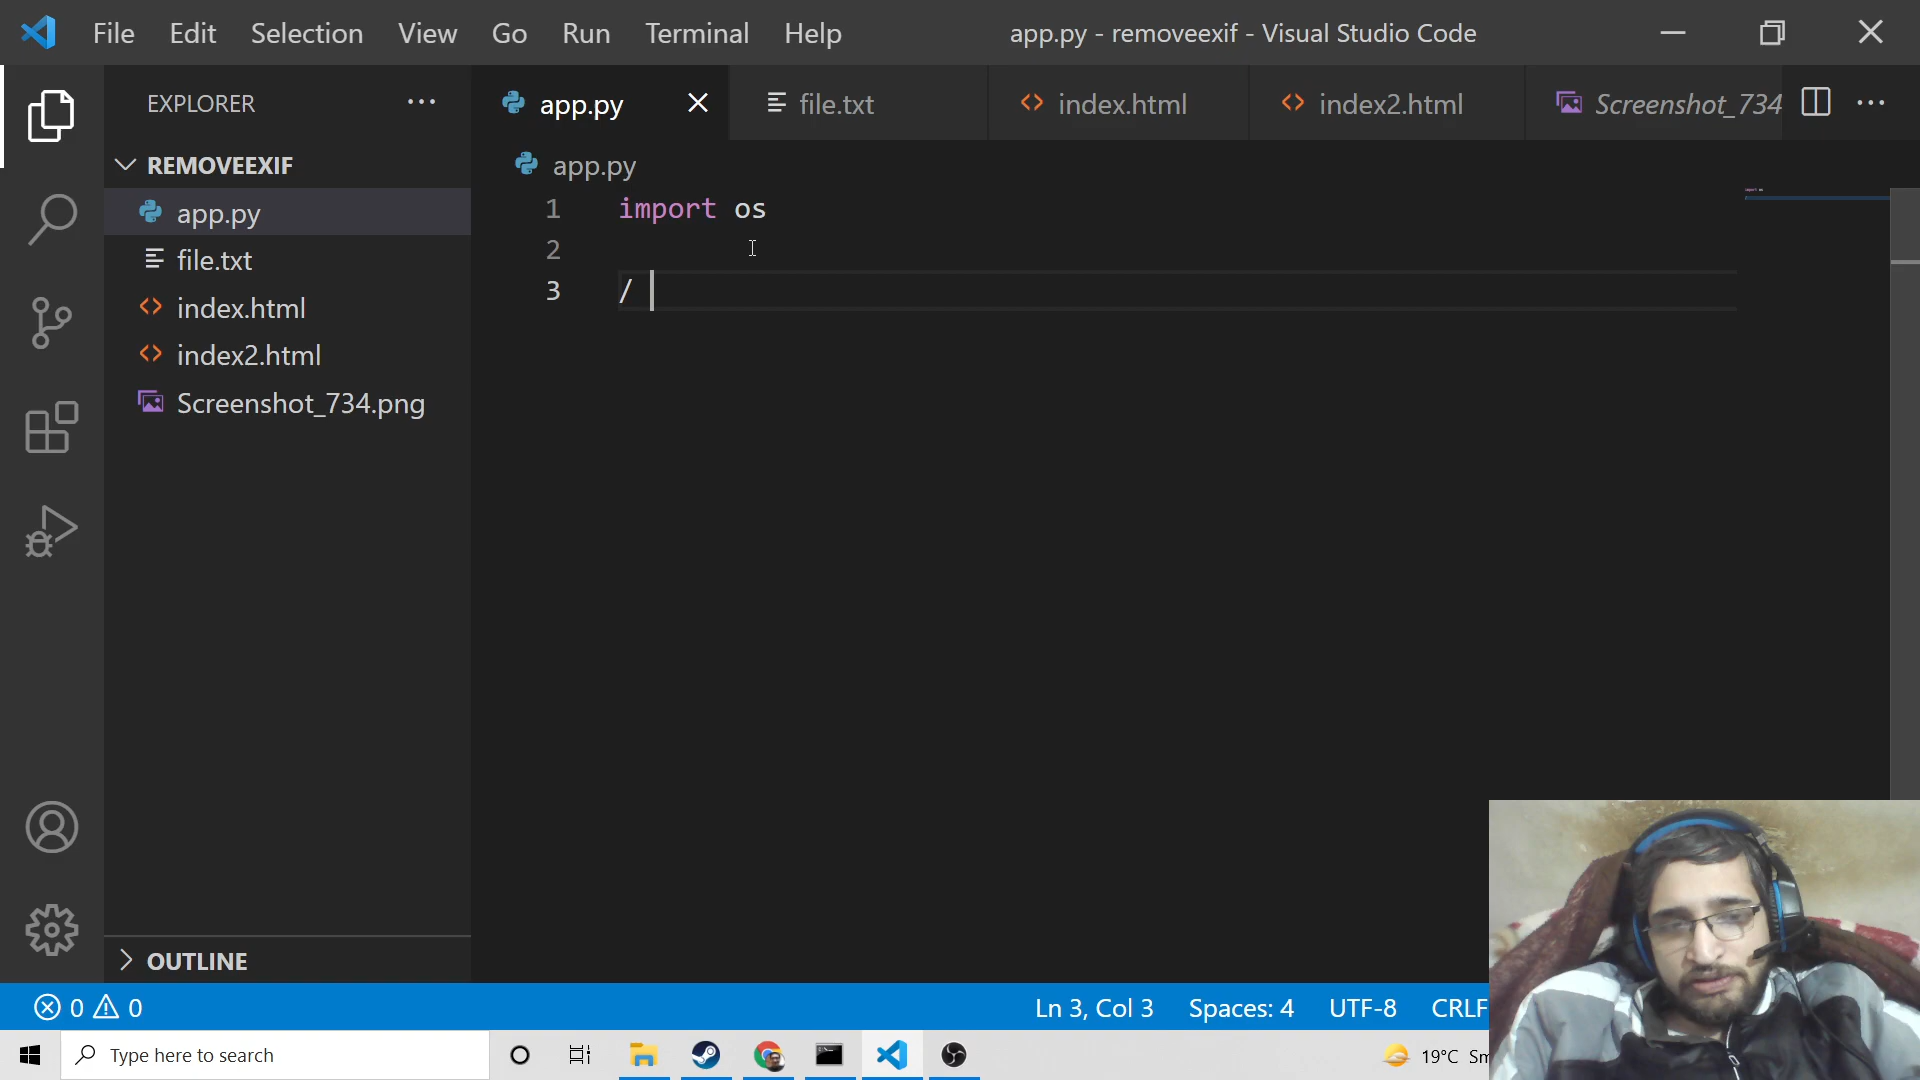 File Edit Selection View Go Run Terminal Help
app.py - removeexif - Visual Studio Code
EXPLORER
REMOVEEXIF
app.py
file.txt
index.html
index2.html
Screenshot_734.png
OUTLINE
app.py
file.txt
index.html
index2.html
Screenshot_734
app.py
1 import os
2
3 /
0 0
Ln 3, Col 3
Spaces: 4
UTF-8
CRLF
Type here to search
19°C Sm